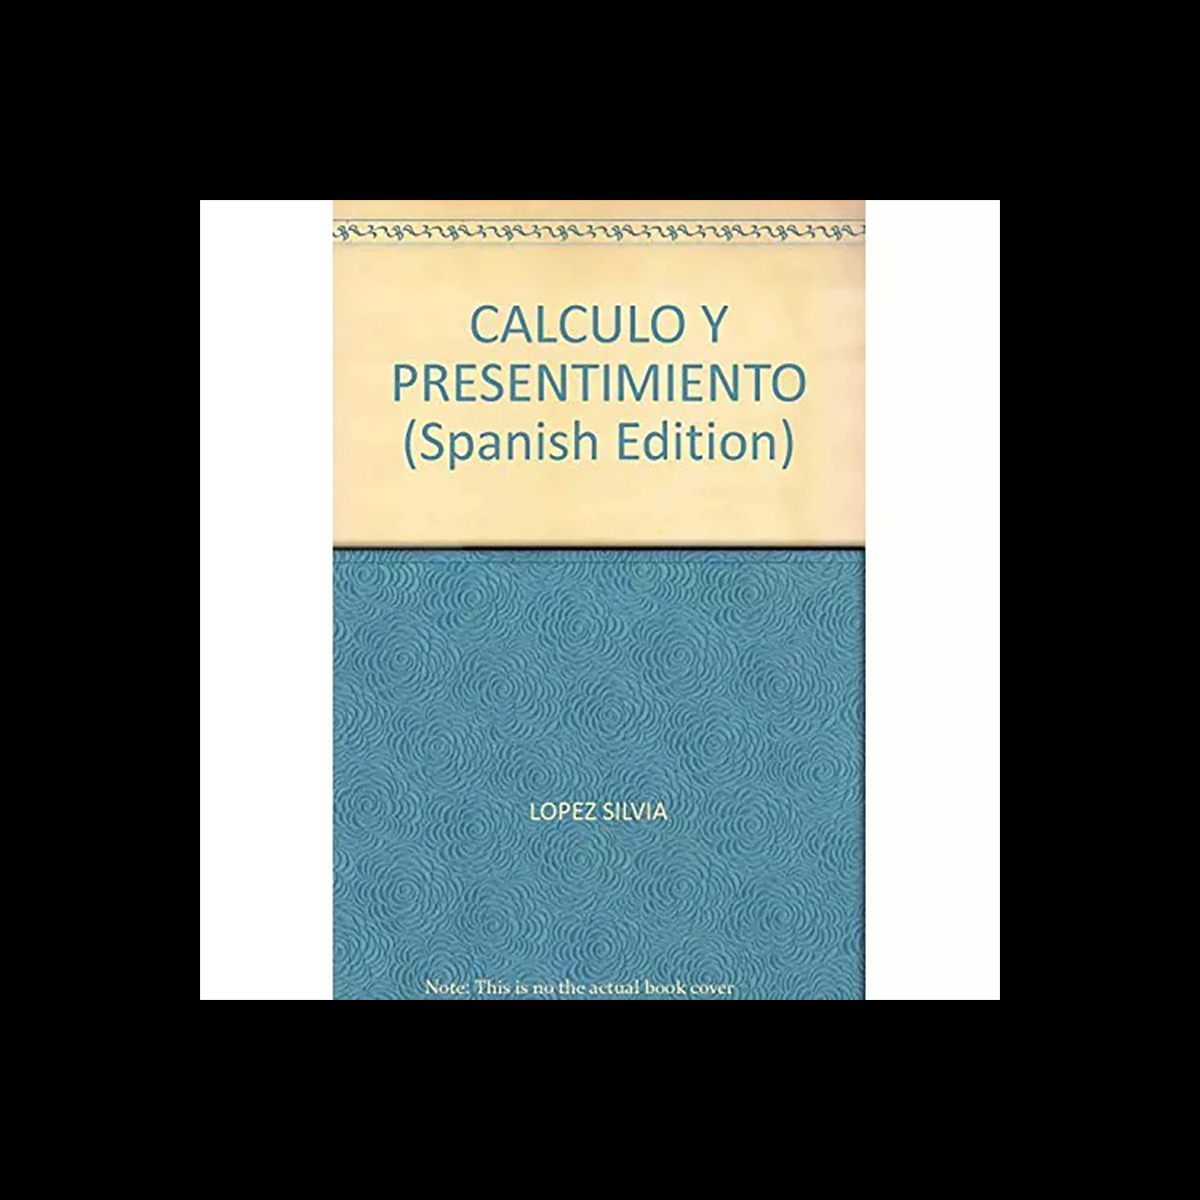 CALCULO Y
PRESENTIMIENTO
(Spanish Edition)
LOPEZ SILVIA
Note: This is no the actual book cover